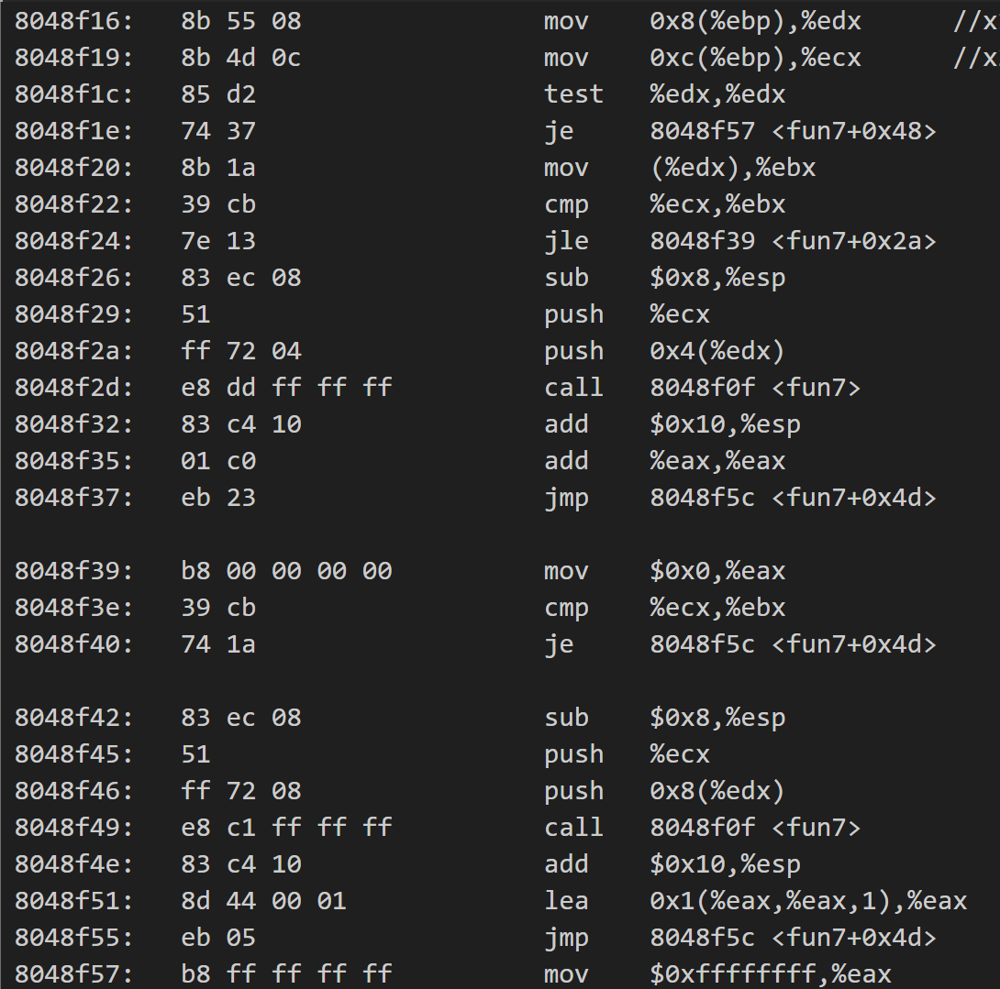 8048f16: 8b 55 08 mov 0x8(%ebp),%edx //x
8048f19: 8b 4d 0c mov 0xc(%ebp),%ecx //x
8048f1c: 85 d2 test %edx,%edx
8048f1e: 74 37 je 8048f57 <fun7+0x48>
8048f20: 8b 1a mov (%edx),%ebx
8048f22: 39 cb cmp %ecx,%ebx
8048f24: 7e 13 jle 8048f39 <fun7+0x2a>
8048f26: 83 ec 08 sub $0x8,%esp
8048f29: 51 push %ecx
8048f2a: ff 72 04 push 0x4(%edx)
8048f2d: e8 dd ff ff ff call 8048f0f <fun7>
8048f32: 83 c4 10 add $0x10,%esp
8048f35: 01 c0 add %eax,%eax
8048f37: eb 23 jmp 8048f5c <fun7+0x4d>
8048f39: b8 00 00 00 00 mov $0x0,%eax
8048f3e: 39 cb cmp %ecx,%ebx
8048f40: 74 1a je 8048f5c <fun7+0x4d>
8048f42: 83 ec 08 sub $0x8,%esp
8048f45: 51 push %ecx
8048f46: ff 72 08 push 0x8(%edx)
8048f49: e8 c1 ff ff ff call 8048f0f <fun7>
8048f4e: 83 c4 10 add $0x10,%esp
8048f51: 8d 44 00 01 lea 0x1(%eax,%eax,1),%eax
8048f55: eb 05 jmp 8048f5c <fun7+0x4d>
8048f57: b8 ff ff ff ff mov $0xffffffff,%eax